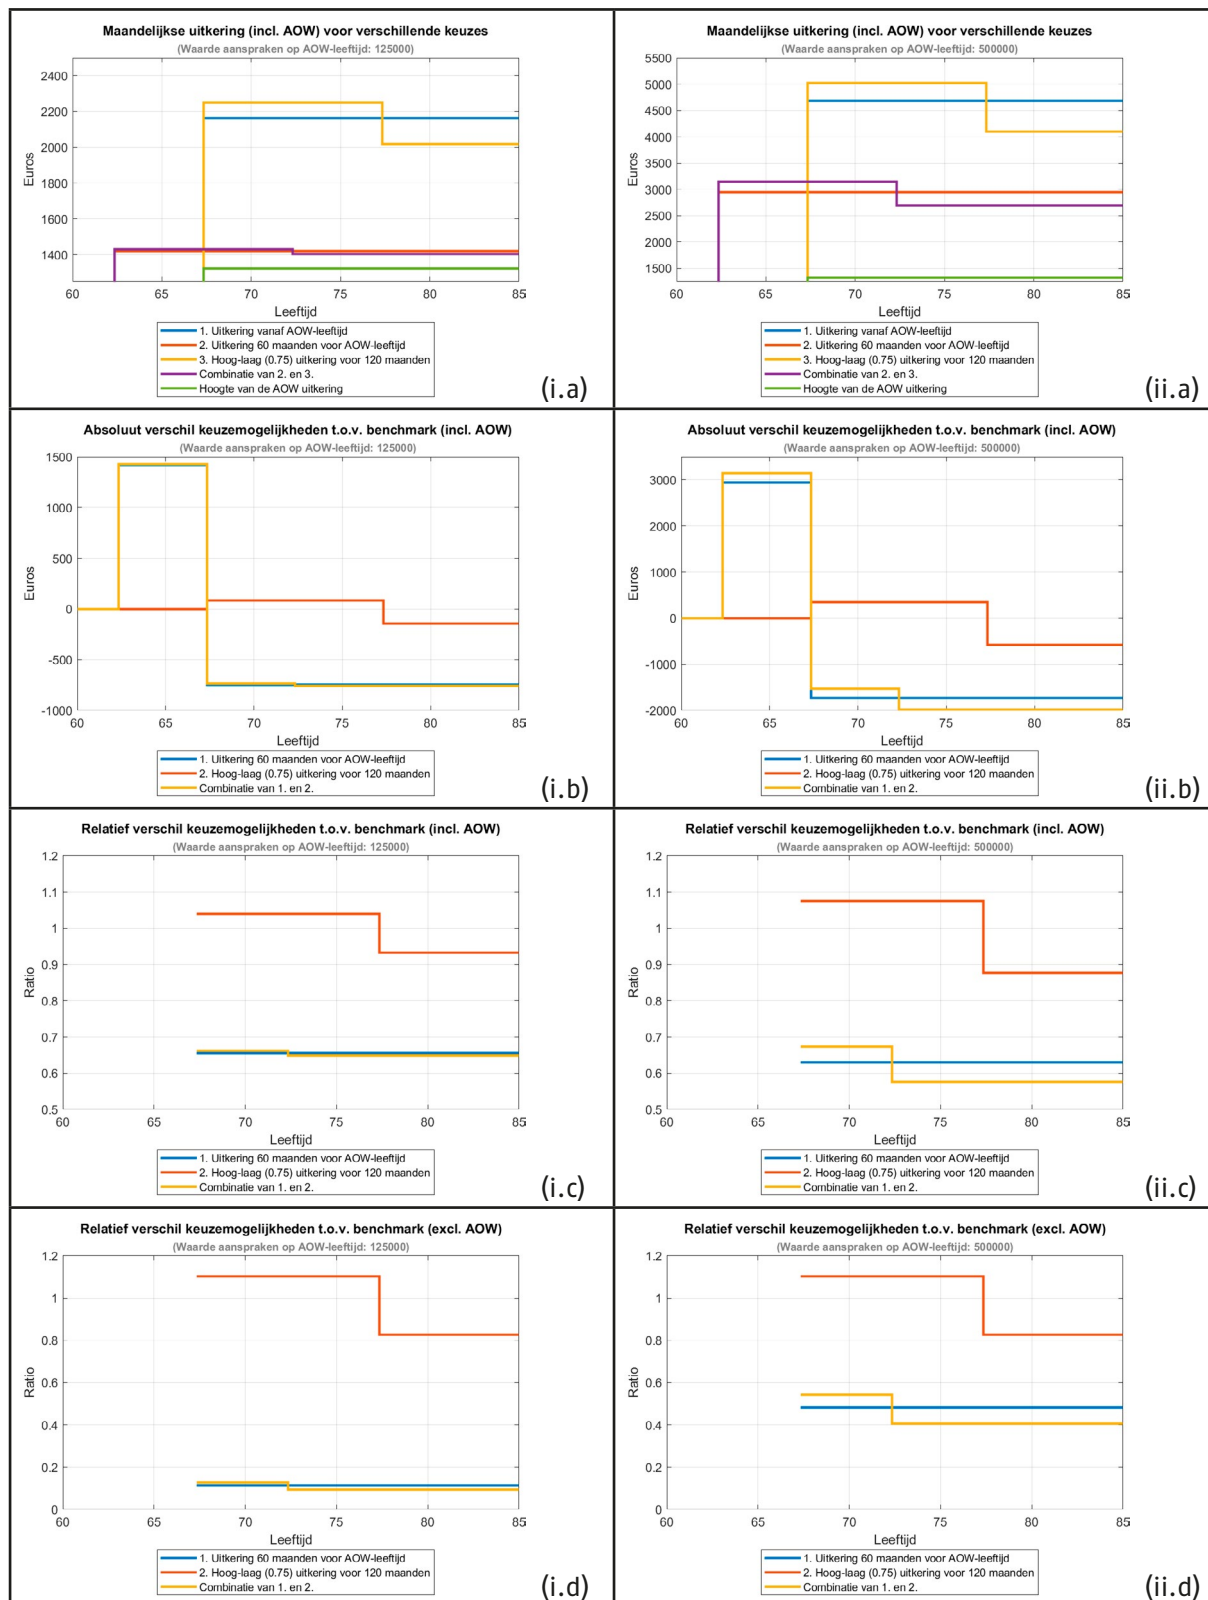 Maandelijkse uitkering (incl. AOW) voor verschillende keuzes
(Waarde aanspraken op AOW-leeftijd: 125000)
2400
2200
2000
1800
1600
1400
Euros
60 65 70 75 80 85
Leeftijd
1. Uitkering vanaf AOW-leeftijd
2. Uitkering 60 maanden voor AOW-leeftijd
3. Hoog-laag (0.75) uitkering voor 120 maanden
Combinatie van 2. en 3.
Hoogte van de AOW uitkering
(i.a)
Maandelijkse uitkering (incl. AOW) voor verschillende keuzes
(Waarde aanspraken op AOW-leeftijd: 500000)
5500
5000
4500
4000
3500
3000
2500
2000
1500
Euros
60 65 70 75 80 85
Leeftijd
1. Uitkering vanaf AOW-leeftijd
2. Uitkering 60 maanden voor AOW-leeftijd
3. Hoog-laag (0.75) uitkering voor 120 maanden
Combinatie van 2. en 3.
Hoogte van de AOW uitkering
(ii.a)
Absoluut verschil keuzemogelijkheden t.o.v. benchmark (incl. AOW)
(Waarde aanspraken op AOW-leeftijd: 125000)
1500
1000
500
0
-500
-1000
Euros
60 65 70 75 80 85
Leeftijd
1. Uitkering 60 maanden voor AOW-leeftijd
2. Hoog-laag (0.75) uitkering voor 120 maanden
Combinatie van 1. en 2.
(i.b)
Absoluut verschil keuzemogelijkheden t.o.v. benchmark (incl. AOW)
(Waarde aanspraken op AOW-leeftijd: 500000)
3000
2000
1000
0
-1000
-2000
Euros
60 65 70 75 80 85
Leeftijd
1. Uitkering 60 maanden voor AOW-leeftijd
2. Hoog-laag (0.75) uitkering voor 120 maanden
Combinatie van 1. en 2.
(ii.b)
Relatief verschil keuzemogelijkheden t.o.v. benchmark (incl. AOW)
(Waarde aanspraken op AOW-leeftijd: 125000)
1.2
1.1
1
0.9
0.8
0.7
0.6
0.5
Ratio
60 65 70 75 80 85
Leeftijd
1. Uitkering 60 maanden voor AOW-leeftijd
2. Hoog-laag (0.75) uitkering voor 120 maanden
Combinatie van 1. en 2.
(i.c)
Relatief verschil keuzemogelijkheden t.o.v. benchmark (incl. AOW)
(Waarde aanspraken op AOW-leeftijd: 500000)
1.2
1.1
1
0.9
0.8
0.7
0.6
0.5
Ratio
60 65 70 75 80 85
Leeftijd
1. Uitkering 60 maanden voor AOW-leeftijd
2. Hoog-laag (0.75) uitkering voor 120 maanden
Combinatie van 1. en 2.
(ii.c)
Relatief verschil keuzemogelijkheden t.o.v. benchmark (excl. AOW)
(Waarde aanspraken op AOW-leeftijd: 125000)
1.2
1
0.8
0.6
0.4
0.2
0
Ratio
60 65 70 75 80 85
Leeftijd
1. Uitkering 60 maanden voor AOW-leeftijd
2. Hoog-laag (0.75) uitkering voor 120 maanden
Combinatie van 1. en 2.
(i.d)
Relatief verschil keuzemogelijkheden t.o.v. benchmark (excl. AOW)
(Waarde aanspraken op AOW-leeftijd: 500000)
1.2
1
0.8
0.6
0.4
0.2
0
Ratio
60 65 70 75 80 85
Leeftijd
1. Uitkering 60 maanden voor AOW-leeftijd
2. Hoog-laag (0.75) uitkering voor 120 maanden
Combinatie van 1. en 2.
(ii.d)